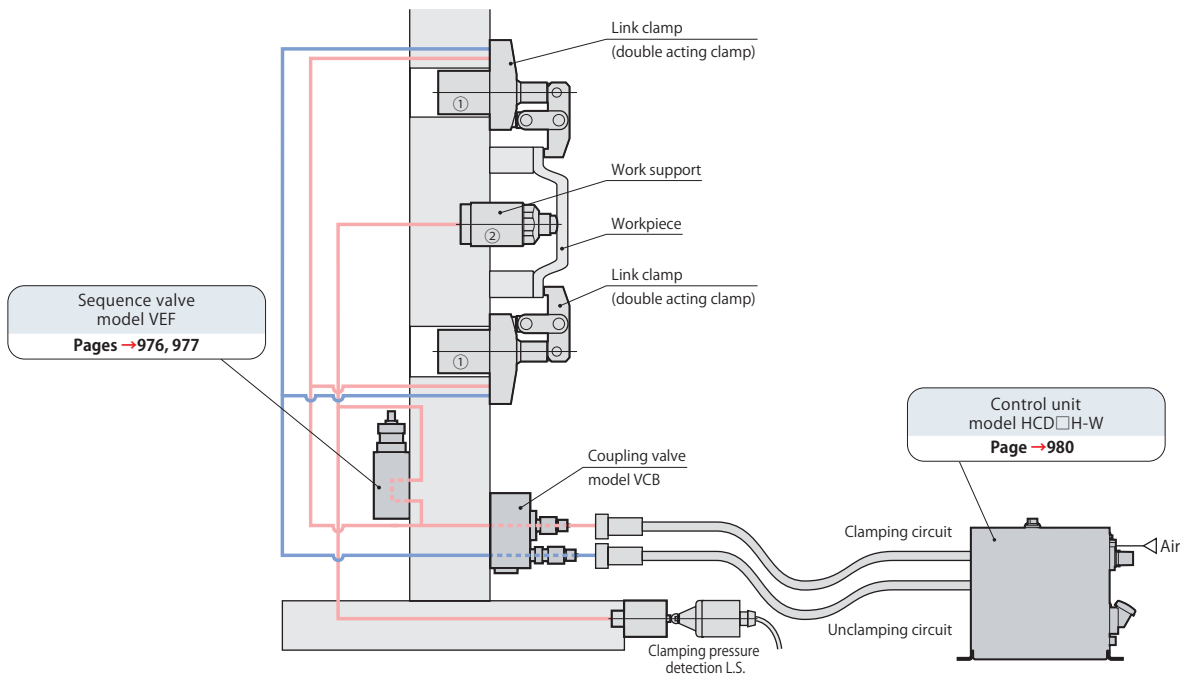 Link clamp
(double acting clamp)
①
Work support
②
Workpiece
Link clamp
(double acting clamp)
①
Sequence valve
model VEF
Pages →976, 977
Control unit
model HCD□H-W
Page →980
Coupling valve
model VCB
Clamping circuit
Air
Unclamping circuit
Clamping pressure
detection L.S.